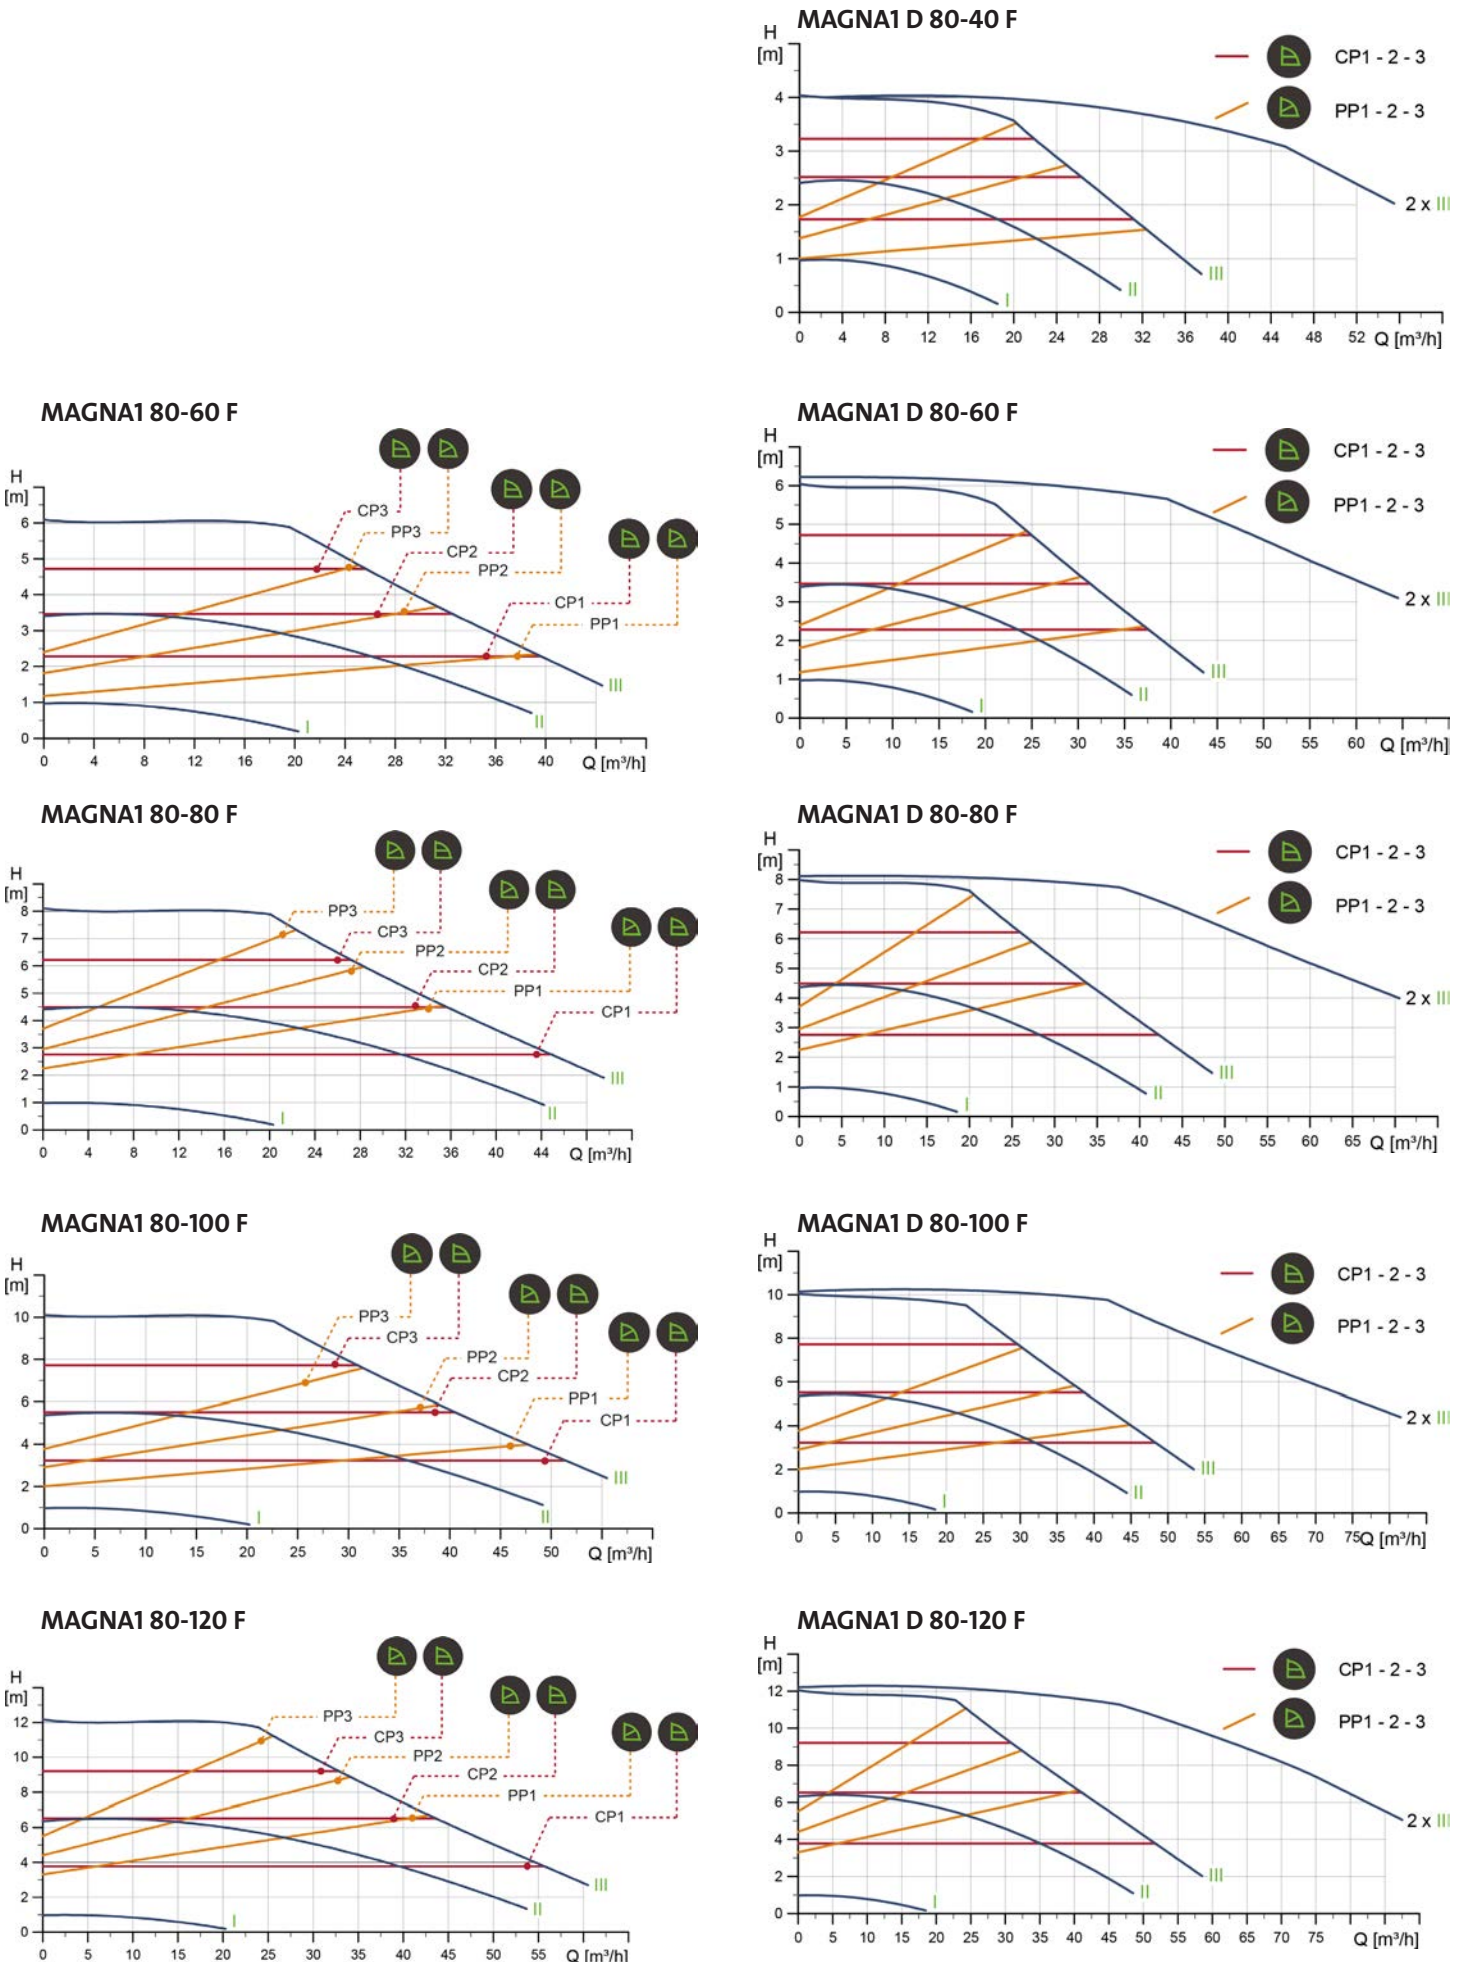 MAGNA1 D 80-40 F
H
[m]
CP1 - 2 - 3
PP1 - 2 - 3
4
3
2
1
0
2 x III
III
II
I
0 4 8 12 16 20 24 28 32 36 40 44 48 52 Q [m³/h]
MAGNA1 80-60 F
H
[m]
CP3
PP3
CP2
PP2
CP1
PP1
6
5
4
3
2
1
0
III
II
I
0 4 8 12 16 20 24 28 32 36 40 Q [m³/h]
MAGNA1 D 80-60 F
H
[m]
CP1 - 2 - 3
PP1 - 2 - 3
6
5
4
3
2
1
0
2 x III
III
II
I
0 5 10 15 20 25 30 35 40 45 50 55 60 Q [m³/h]
MAGNA1 80-80 F
H
[m]
PP3
CP3
PP2
CP2
PP1
CP1
8
7
6
5
4
3
2
1
0
III
II
I
0 4 8 12 16 20 24 28 32 36 40 44 Q [m³/h]
MAGNA1 D 80-80 F
H
[m]
CP1 - 2 - 3
PP1 - 2 - 3
8
7
6
5
4
3
2
1
0
2 x III
III
II
I
0 5 10 15 20 25 30 35 40 45 50 55 60 65 Q [m³/h]
MAGNA1 80-100 F
H
[m]
PP3
CP3
PP2
CP2
PP1
CP1
10
8
6
4
2
0
III
II
I
0 5 10 15 20 25 30 35 40 45 50 Q [m³/h]
MAGNA1 D 80-100 F
H
[m]
CP1 - 2 - 3
PP1 - 2 - 3
10
8
6
4
2
0
2 x III
III
II
I
0 5 10 15 20 25 30 35 40 45 50 55 60 65 70 75 Q [m³/h]
MAGNA1 80-120 F
H
[m]
PP3
CP3
PP2
CP2
PP1
CP1
12
10
8
6
4
2
0
III
II
I
0 5 10 15 20 25 30 35 40 45 50 55 Q [m³/h]
MAGNA1 D 80-120 F
H
[m]
CP1 - 2 - 3
PP1 - 2 - 3
12
10
8
6
4
2
0
2 x III
III
II
I
0 5 10 15 20 25 30 35 40 45 50 55 60 65 70 75 Q [m³/h]